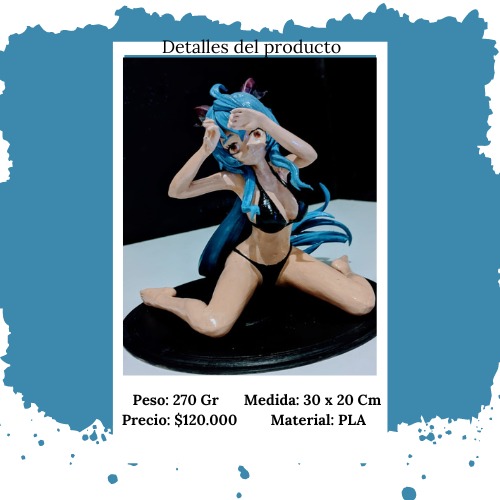 Detalles del producto
Peso: 270 Gr Medida: 30 x 20 Cm
Precio: $120.000 Material: PLA